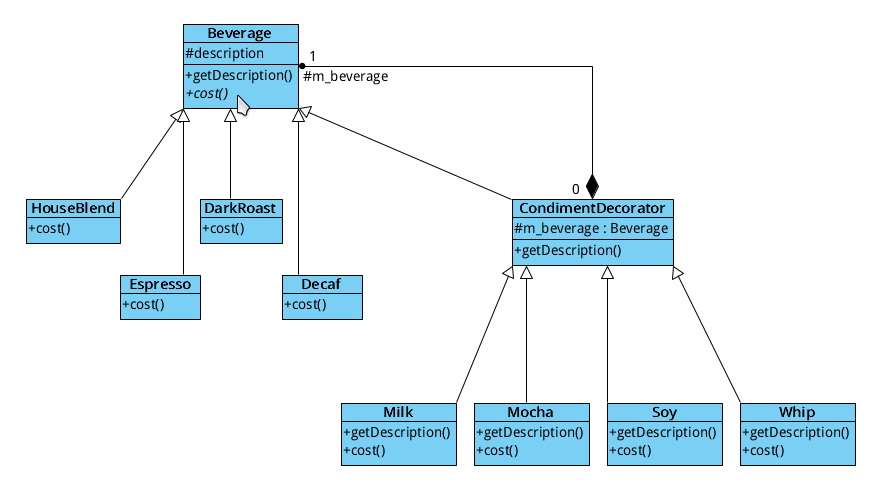 Beverage
#description
+getDescription()
+cost()
1
#m_beverage
0
HouseBlend
+cost()
DarkRoast
+cost()
CondimentDecorator
#m_beverage : Beverage
+getDescription()
Espresso
+cost()
Decaf
+cost()
Milk
+getDescription()
+cost()
Mocha
+getDescription()
+cost()
Soy
+getDescription()
+cost()
Whip
+getDescription()
+cost()